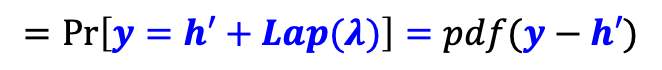 = Pr[y = h′ + Lap(λ)] = pdf(y − h′)